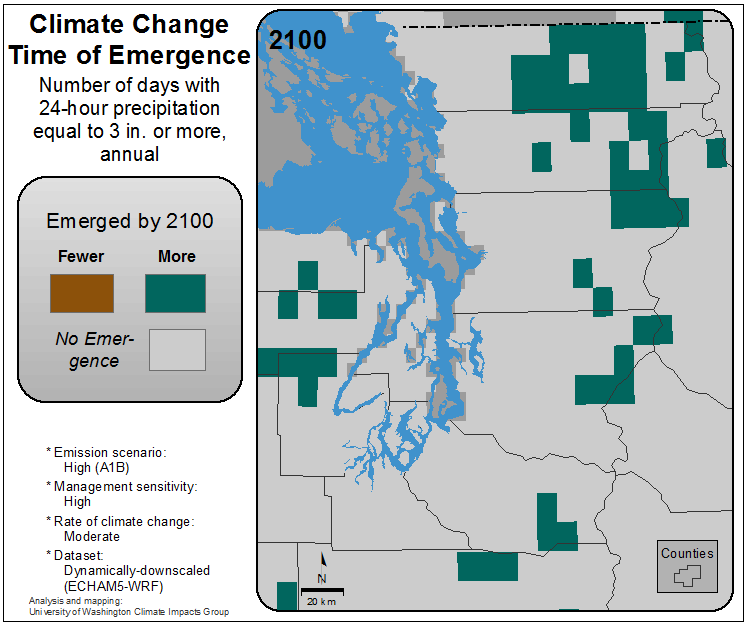 Climate Change
Time of Emergence
Number of days with
24-hour precipitation
equal to 3 in. or more,
annual
2100
Emerged by 2100
Fewer
More
No Emer-
gence
* Emission scenario:
High (A1B)
* Management sensitivity:
High
* Rate of climate change:
Moderate
* Dataset:
Dynamically-downscaled
(ECHAM5-WRF)
Analysis and mapping:
University of Washington Climate Impacts Group
N
20 km
Counties